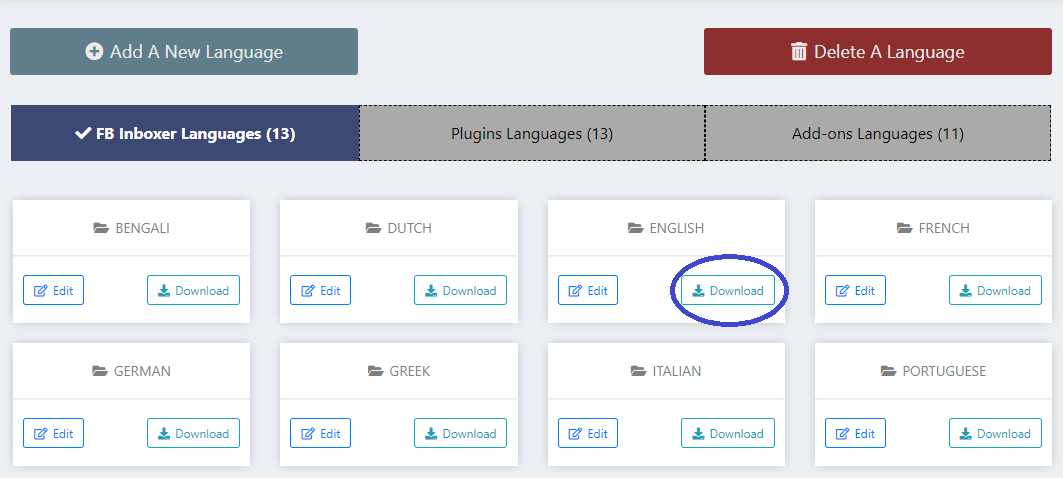 Add A New Language
Delete A Language
FB Inboxer Languages (13)
Plugins Languages (13)
Add-ons Languages (11)
BENGALI
DUTCH
ENGLISH
FRENCH
Edit
Download
Edit
Download
Edit
Download
Edit
Download
GERMAN
GREEK
ITALIAN
PORTUGUESE
Edit
Download
Edit
Download
Edit
Download
Edit
Download